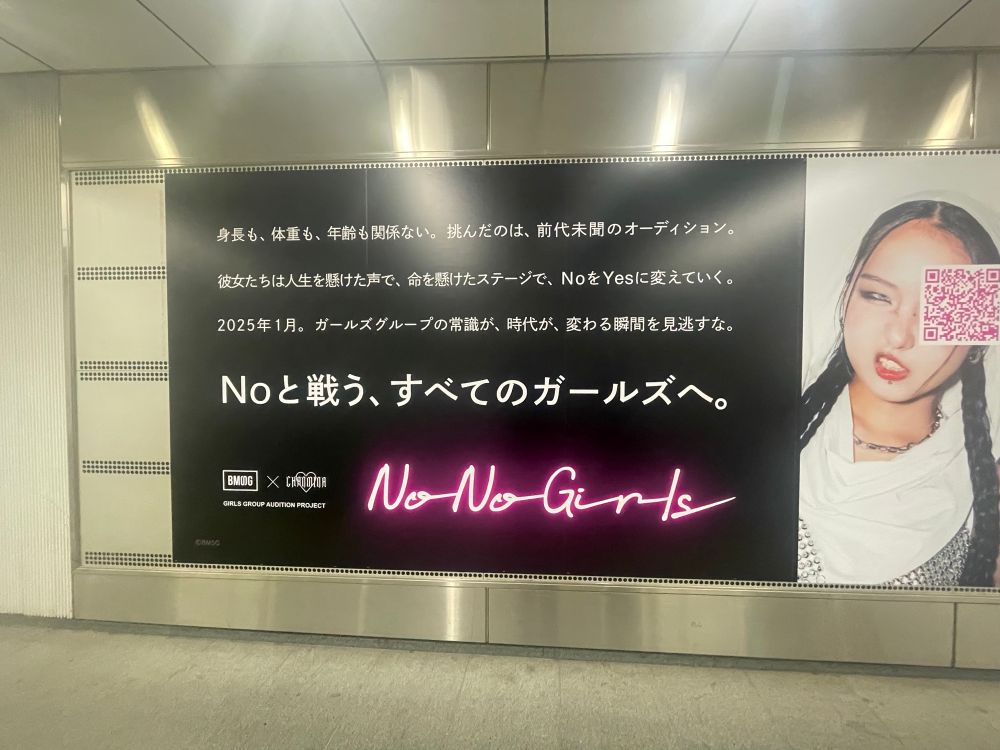 身長も、体重も、年齢も関係ない。挑んだのは、前代未聞のオーディション。
彼女たちは人生を懸けた声で、命を懸けたステージで、NoをYesに変えていく。
2025年1月。ガールズグループの常識が、時代が、変わる瞬間を見逃すな。
Noと戦う、すべてのガールズへ。
BMSG × CHANMINA
GIRLS GROUP AUDITION PROJECT
No No Girls
©BMSG